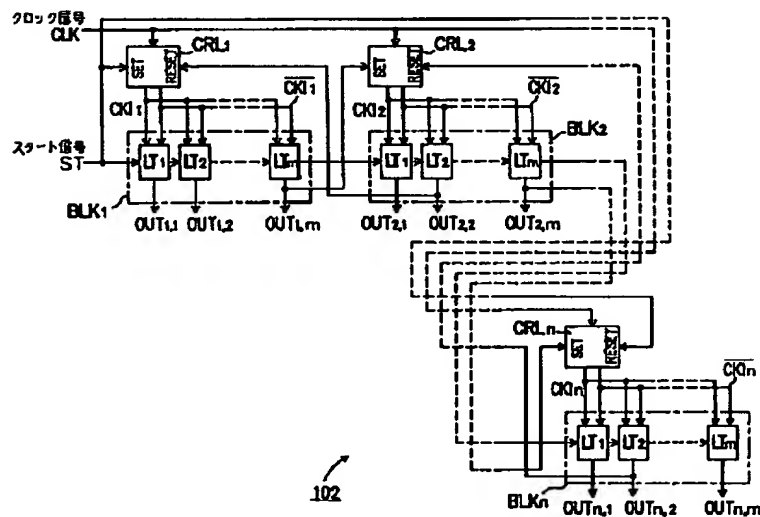 クロック信号
CLK
CRL1
CRL2
SET
RESET
SET
RESET
CKI1
CKI1
CKI2
CKI2
スタート信号
ST
LT1
LT2
LTm
LT1
LT2
LTm
BLK2
BLK1
OUT1,1
OUT1,2
OUT1,m
OUT2,1
OUT2,2
OUT2,m
CRLn
SET
RESET
CKIn
CKIn
LT1
LT2
LTm
102
BLKn
OUTn,1
OUTn,2
OUTn,m